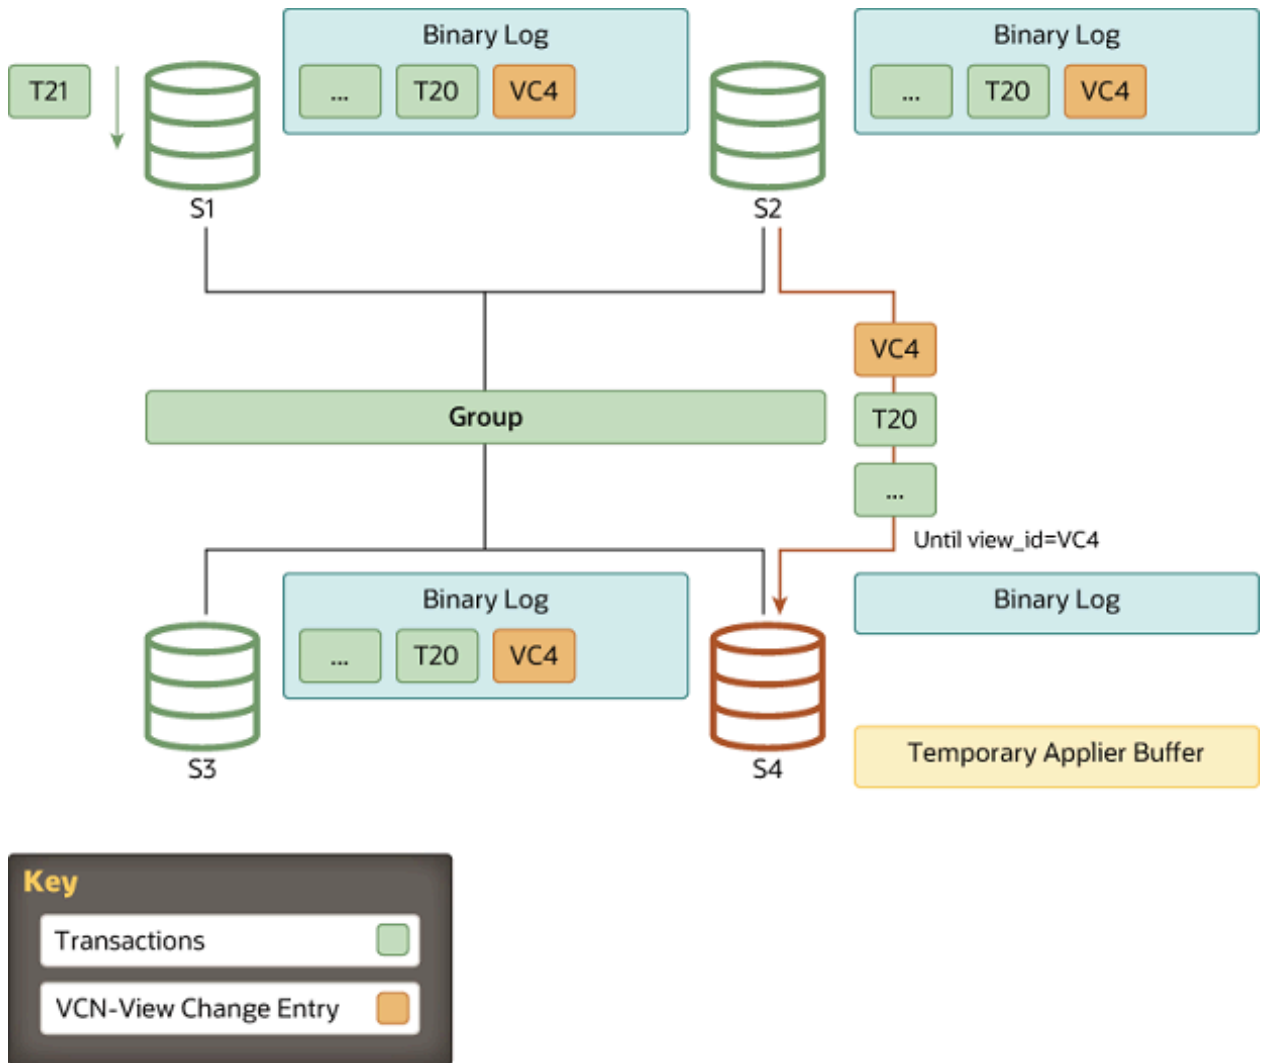 Binary Log
Binary Log
T21
... T20 VC4
... T20 VC4
S1
S2
VC4
Group
T20
...
Until view_id=VC4
Binary Log
Binary Log
... T20 VC4
S3
S4
Temporary Applier Buffer
Key
Transactions
VCN-View Change Entry